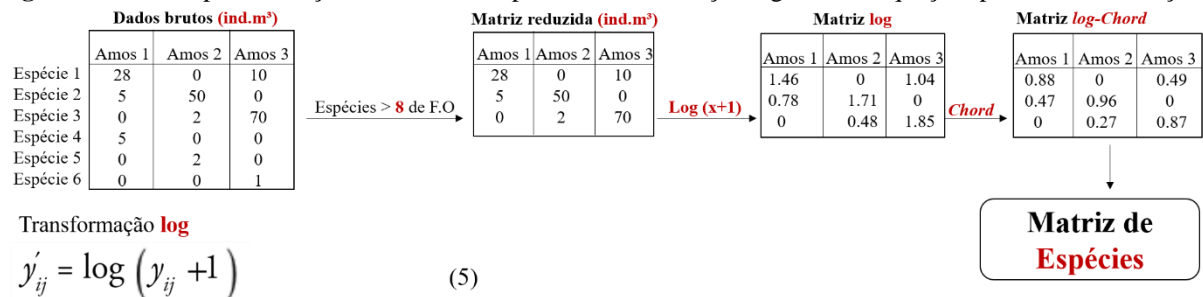 Dados brutos (ind.m³)
Amos 1 Amos 2 Amos 3
Espécie 1 28 0 10
Espécie 2 5 50 0
Espécie 3 0 2 70
Espécie 4 5 0 0
Espécie 5 0 2 0
Espécie 6 0 0 1
Espécies > 8 de F.O
Matriz reduzida (ind.m³)
Amos 1 Amos 2 Amos 3
28 0 10
5 50 0
0 2 70
Log (x+1)
Matriz log
Amos 1 Amos 2 Amos 3
1.46 0 1.04
0.78 1.71 0
0 0.48 1.85
Chord
Matriz log-Chord
Amos 1 Amos 2 Amos 3
0.88 0 0.49
0.47 0.96 0
0 0.27 0.87
Matriz de
Espécies
Transformação log
y'ij = log (yij +1) (5)